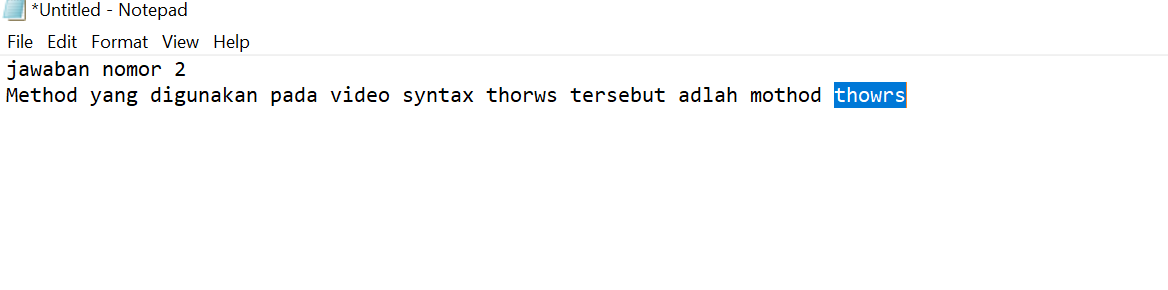 *Untitled - Notepad
File Edit Format View Help
jawaban nomor 2
Method yang digunakan pada video syntax thorws tersebut adlah mothod thowrs